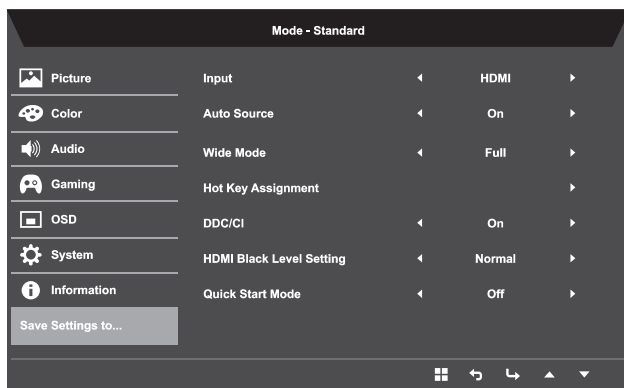 Mode - Standard
Picture
Input HDMI
Color
Auto Source On
Audio
Wide Mode Full
Gaming
Hot Key Assignment
OSD
DDC/CI On
System
HDMI Black Level Setting Normal
Information
Quick Start Mode Off
Save Settings to...